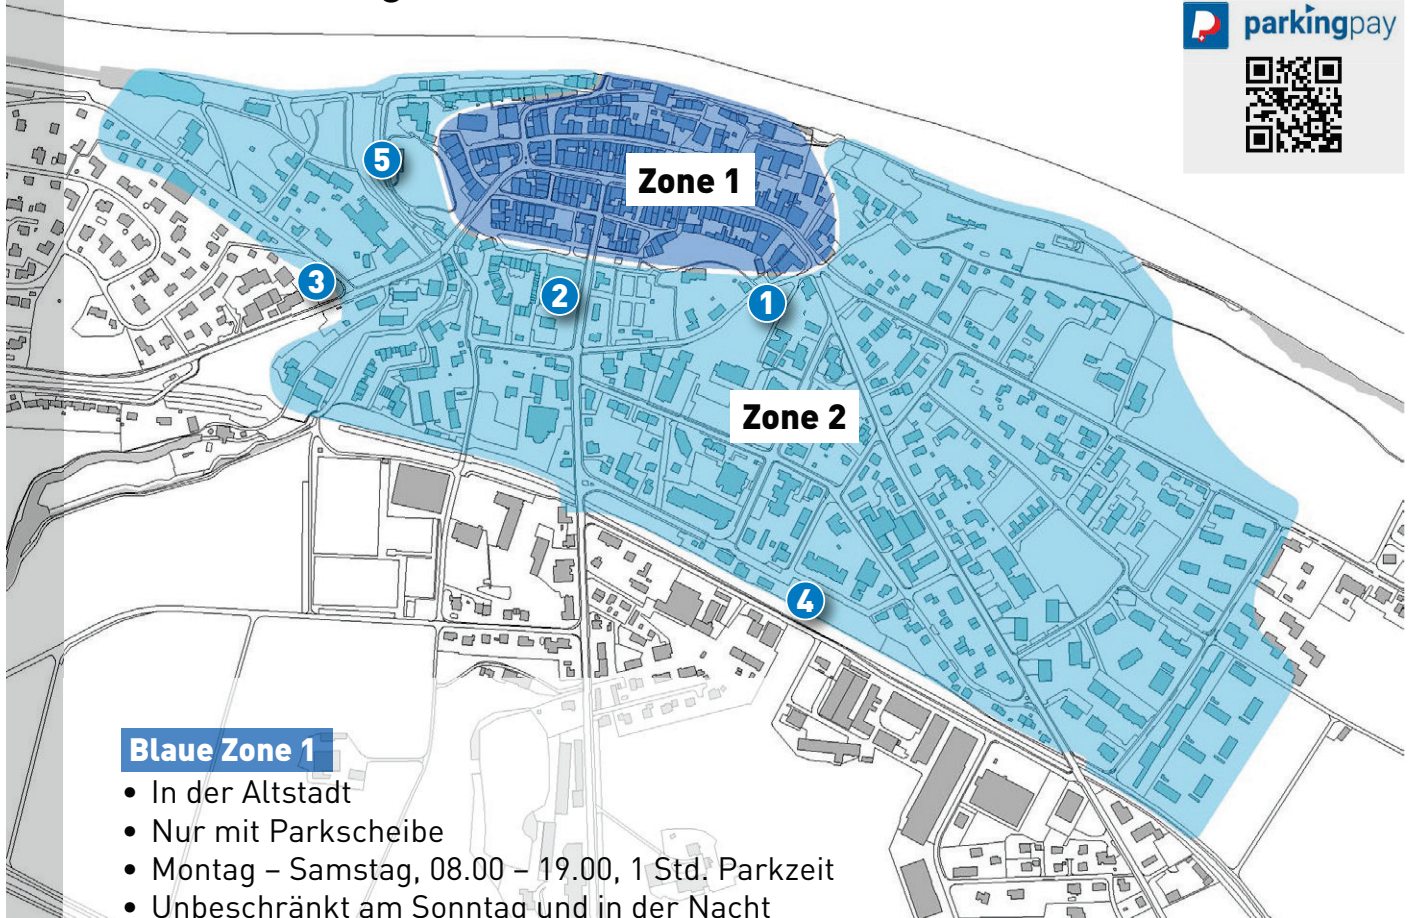 parkingpay
Zone 1
5
3
2
1
Zone 2
4
Blaue Zone 1
• In der Altstadt
• Nur mit Parkscheibe
• Montag – Samstag, 08.00 – 19.00, 1 Std. Parkzeit
• Unbeschränkt am Sonntag und in der Nacht